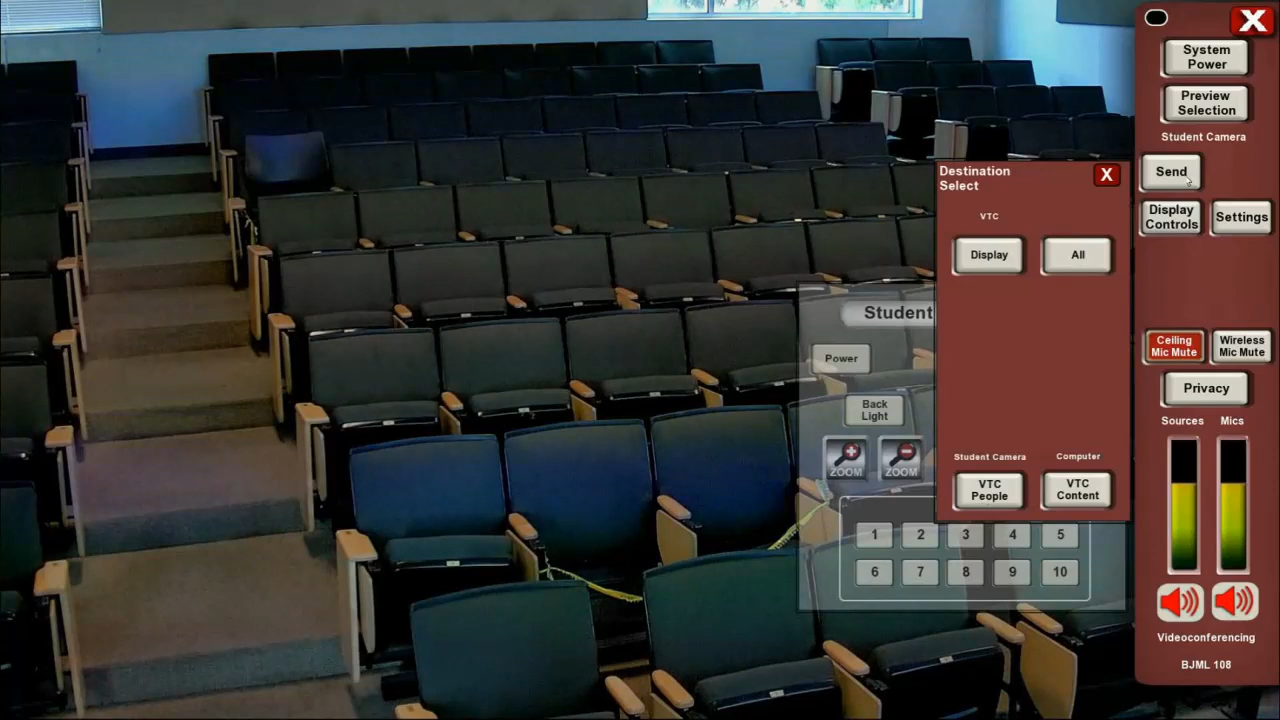 System
Power
Preview
Selection
Student Camera
Send
Display
Controls
Settings
Ceiling
Mic Mute
Wireless
Mic Mute
Privacy
Sources
Mics
Videoconferencing
BJML 108
X
Destination
Select
X
VTC
Display
All
Student Camera
Computer
VTC
People
VTC
Content
Student
Power
Back
Light
ZOOM
ZOOM
1 2 3 4 5
6 7 8 9 10